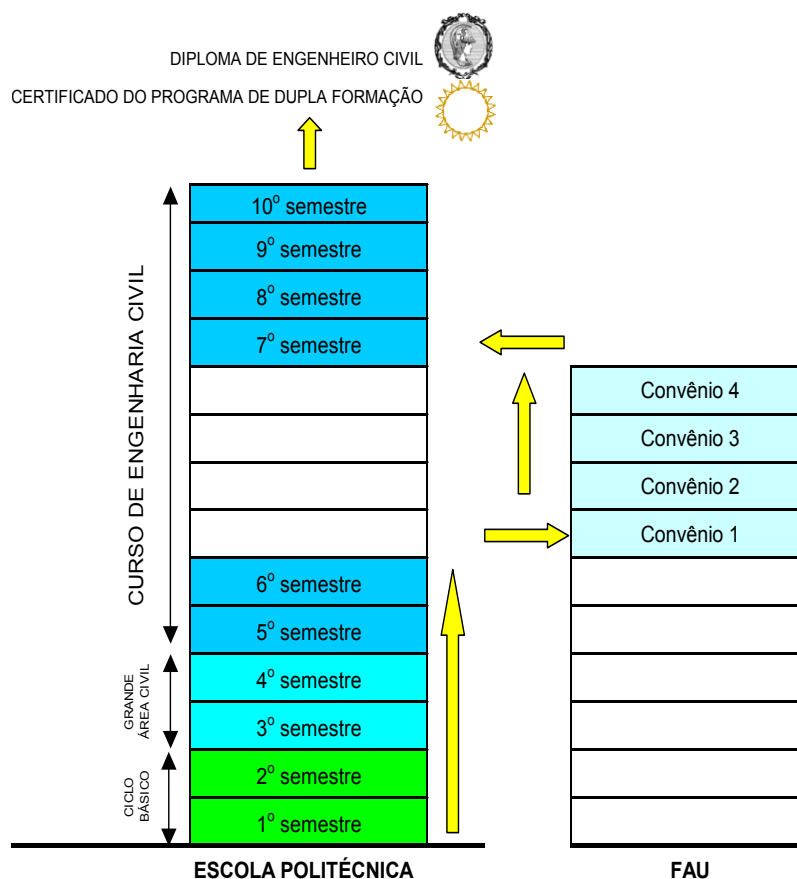 DIPLOMA DE ENGENHEIRO CIVIL
CERTIFICADO DO PROGRAMA DE DUPLA FORMAÇÃO
10º semestre
9º semestre
8º semestre
7º semestre
6º semestre
5º semestre
4º semestre
3º semestre
2º semestre
1º semestre
CURSO DE ENGENHARIA CIVIL
GRANDE
ÁREA CIVIL
CICLO
BÁSICO
Convênio 4
Convênio 3
Convênio 2
Convênio 1
ESCOLA POLITÉCNICA
FAU